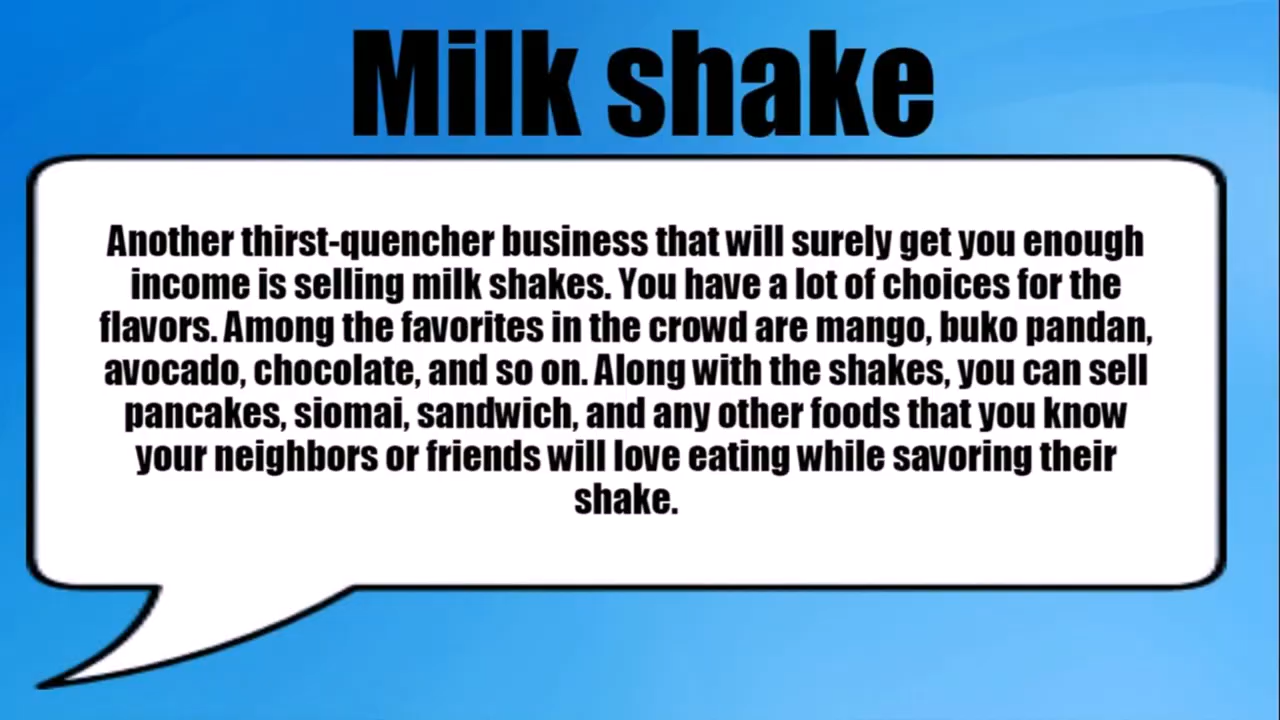 Milk shake
Another thirst-quencher business that will surely get you enough
income is selling milk shakes. You have a lot of choices for the
flavors. Among the favorites in the crowd are mango, buko pandan,
avocado, chocolate, and so on. Along with the shakes, you can sell
pancakes, siomai, sandwich, and any other foods that you know
your neighbors or friends will love eating while savoring their
shake.